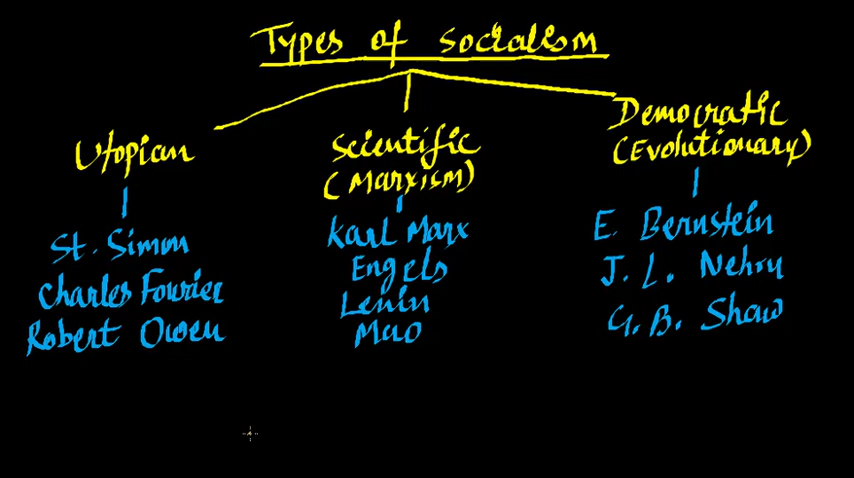 Types of Socialism
Utopian
St. Simon
Charles Fourier
Robert Owen
Scientific
(Marxism)
Karl Marx
Engels
Lenin
Mao
Democratic
(Evolutionary)
E. Bernstein
J. L. Nehru
G. B. Shaw